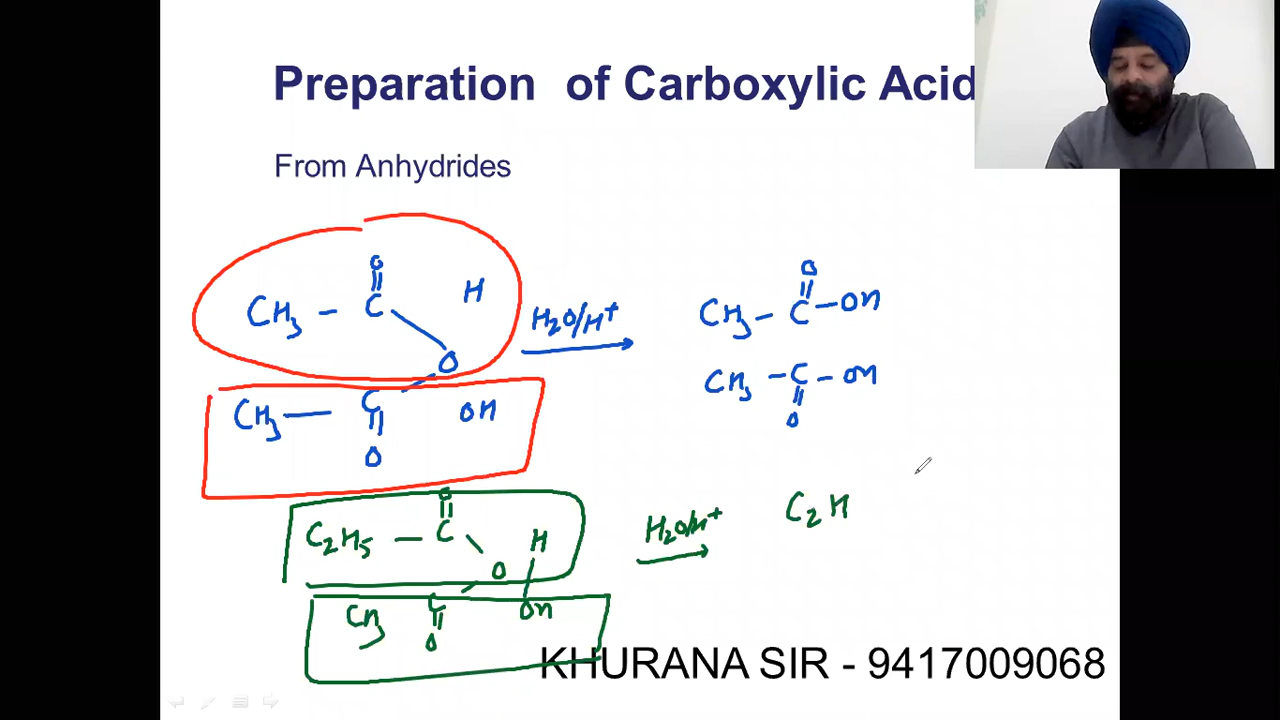 Preparation of Carboxylic Acid
From Anhydrides
O
CH3 - C H
O
H2O/H+
CH3 — C OH
O
O
CH3 - C - OH
CH3 - C - OH
O
O
C2H5 — C H
O
CH3 C OH
O
H2O/H+
C2H
KHURANA SIR - 9417009068